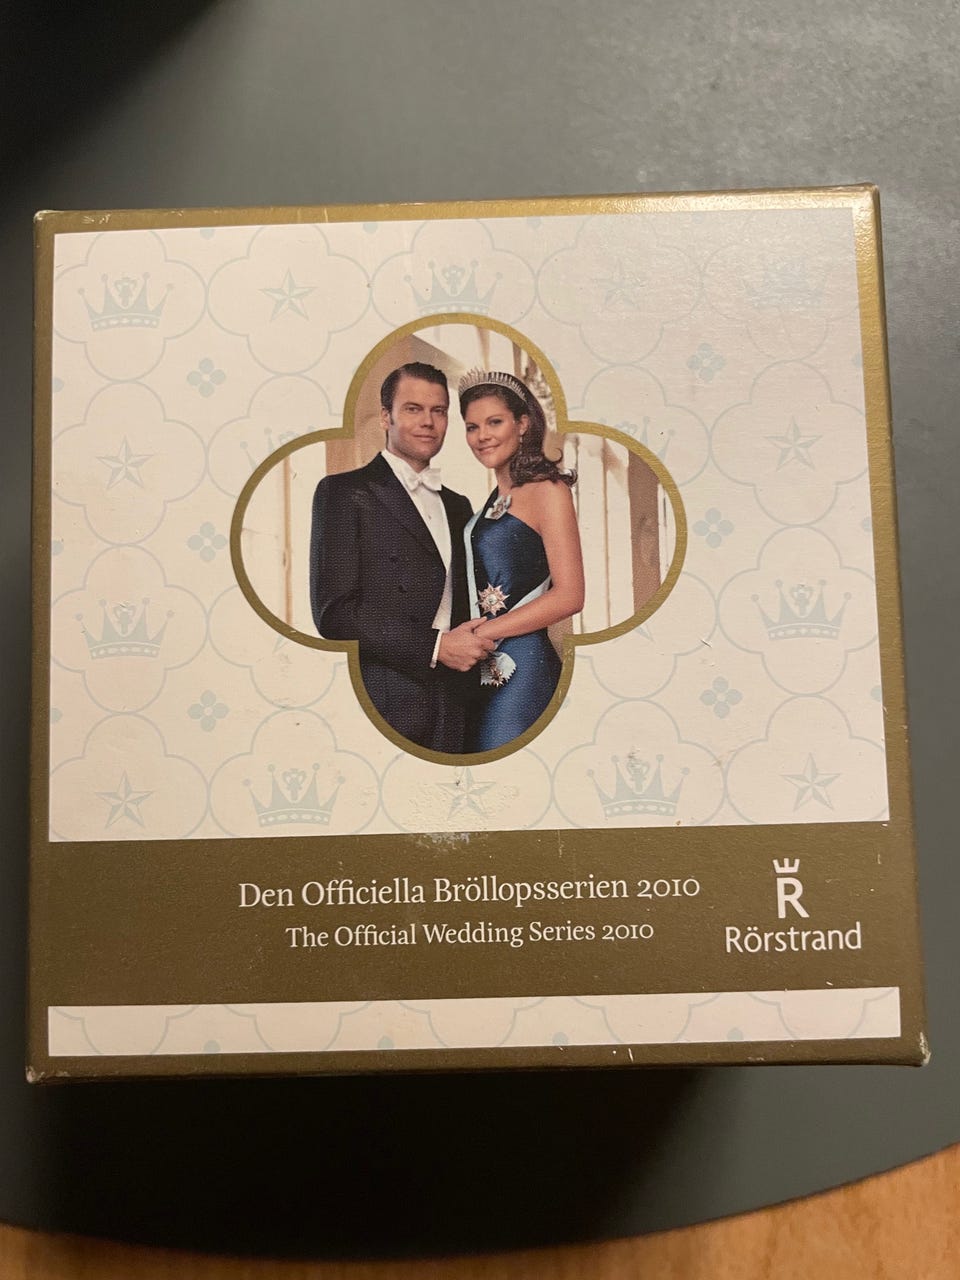 Den Officiella Bröllopsserien 2010
The Official Wedding Series 2010
R
Rörstrand